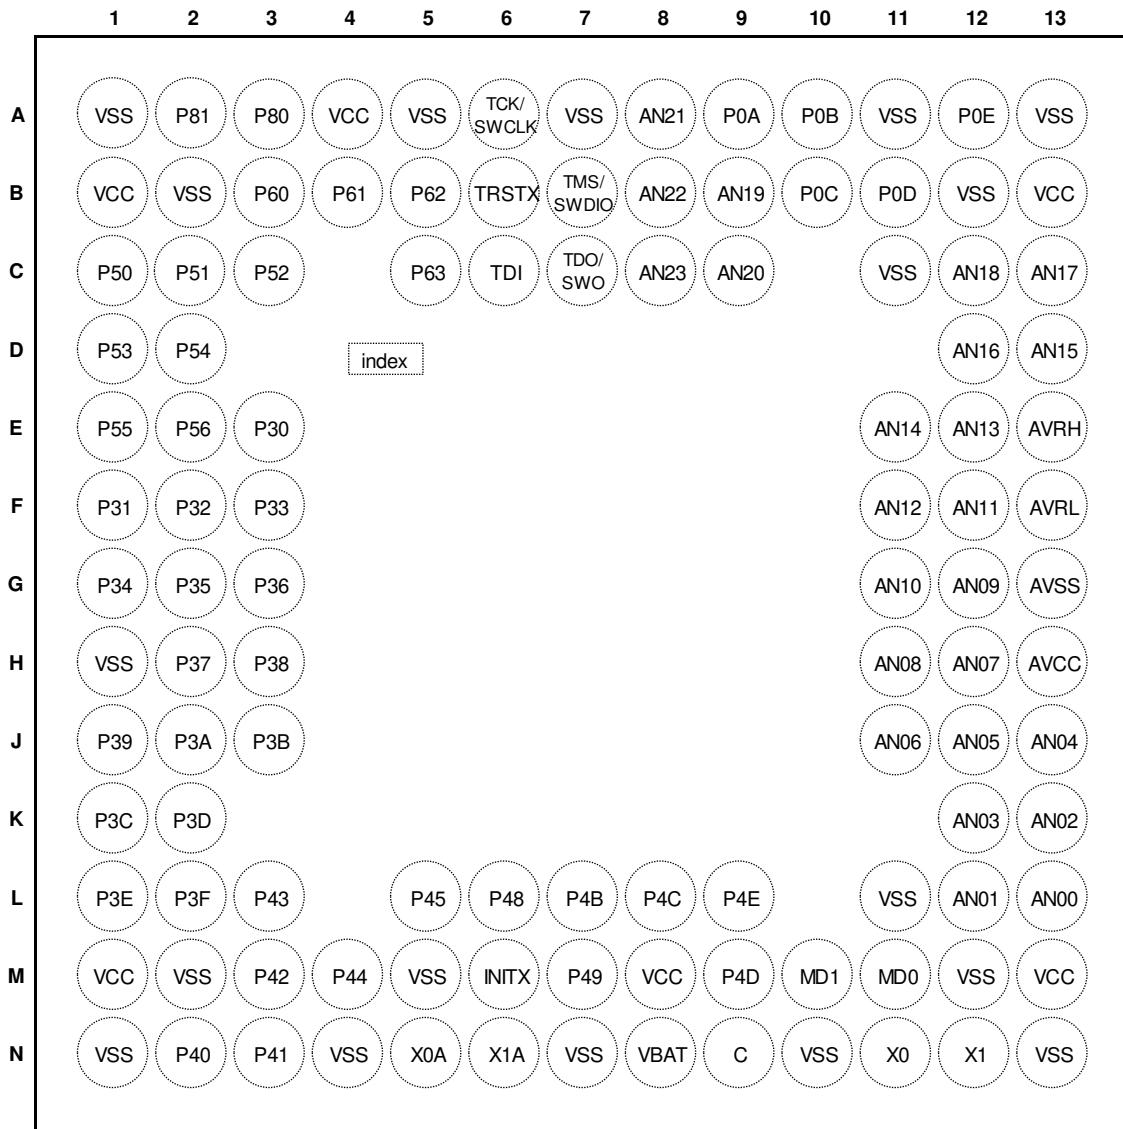 1 2 3 4 5 6 7 8 9 10 11 12 13
A VSS P81 P80 VCC VSS TCK/ SWCLK VSS AN21 P0A P0B VSS P0E VSS
B VCC VSS P60 P61 P62 TRSTX TMS/ SWDIO AN22 AN19 P0C P0D VSS VCC
C P50 P51 P52 P63 TDI TDO/ SWO AN23 AN20 VSS AN18 AN17
D P53 P54 index AN16 AN15
E P55 P56 P30 AN14 AN13 AVRH
F P31 P32 P33 AN12 AN11 AVRL
G P34 P35 P36 AN10 AN09 AVSS
H VSS P37 P38 AN08 AN07 AVCC
J P39 P3A P3B AN06 AN05 AN04
K P3C P3D AN03 AN02
L P3E P3F P43 P45 P48 P4B P4C P4E VSS AN01 AN00
M VCC VSS P42 P44 VSS INITX P49 VCC P4D MD1 MD0 VSS VCC
N VSS P40 P41 VSS X0A X1A VSS VBAT C VSS X0 X1 VSS